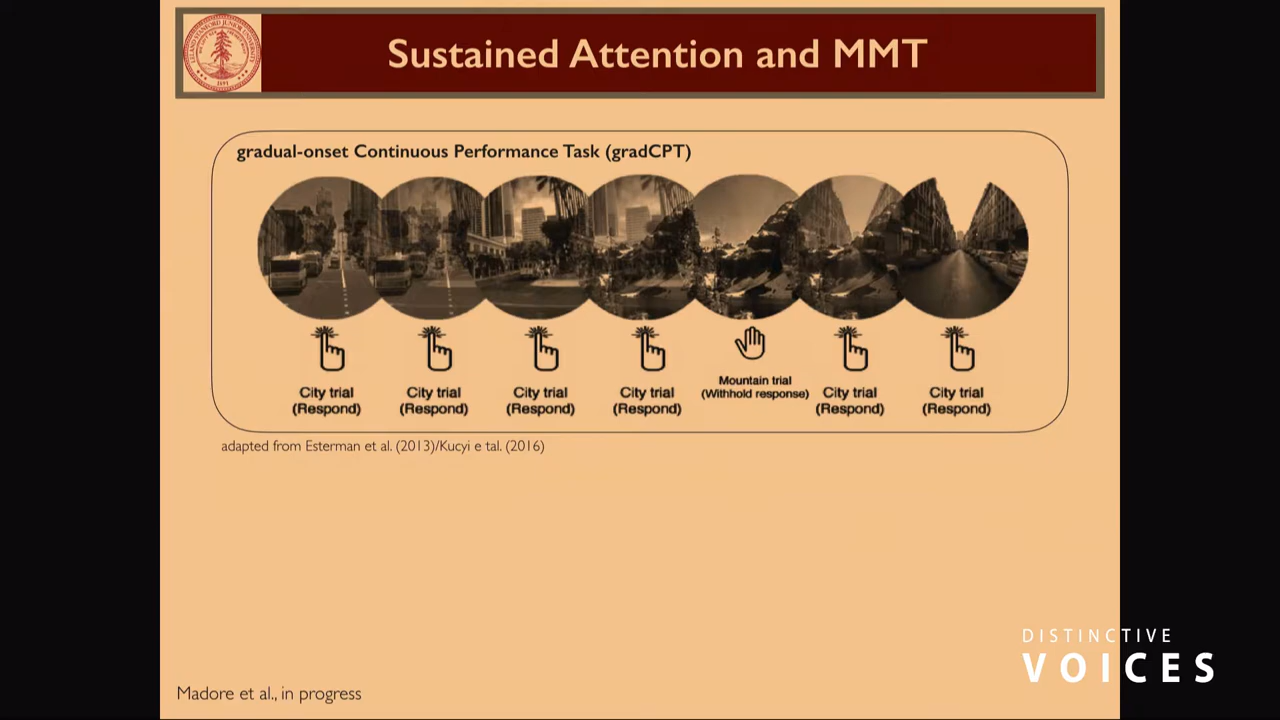 Sustained Attention and MMT
gradual-onset Continuous Performance Task (gradCPT)
City trial
(Respond)
City trial
(Respond)
City trial
(Respond)
City trial
(Respond)
Mountain trial
(Withhold response)
City trial
(Respond)
City trial
(Respond)
adapted from Esterman et al. (2013)/Kucyi e tal. (2016)
DISTINCTIVE
VOICES
Madore et al., in progress